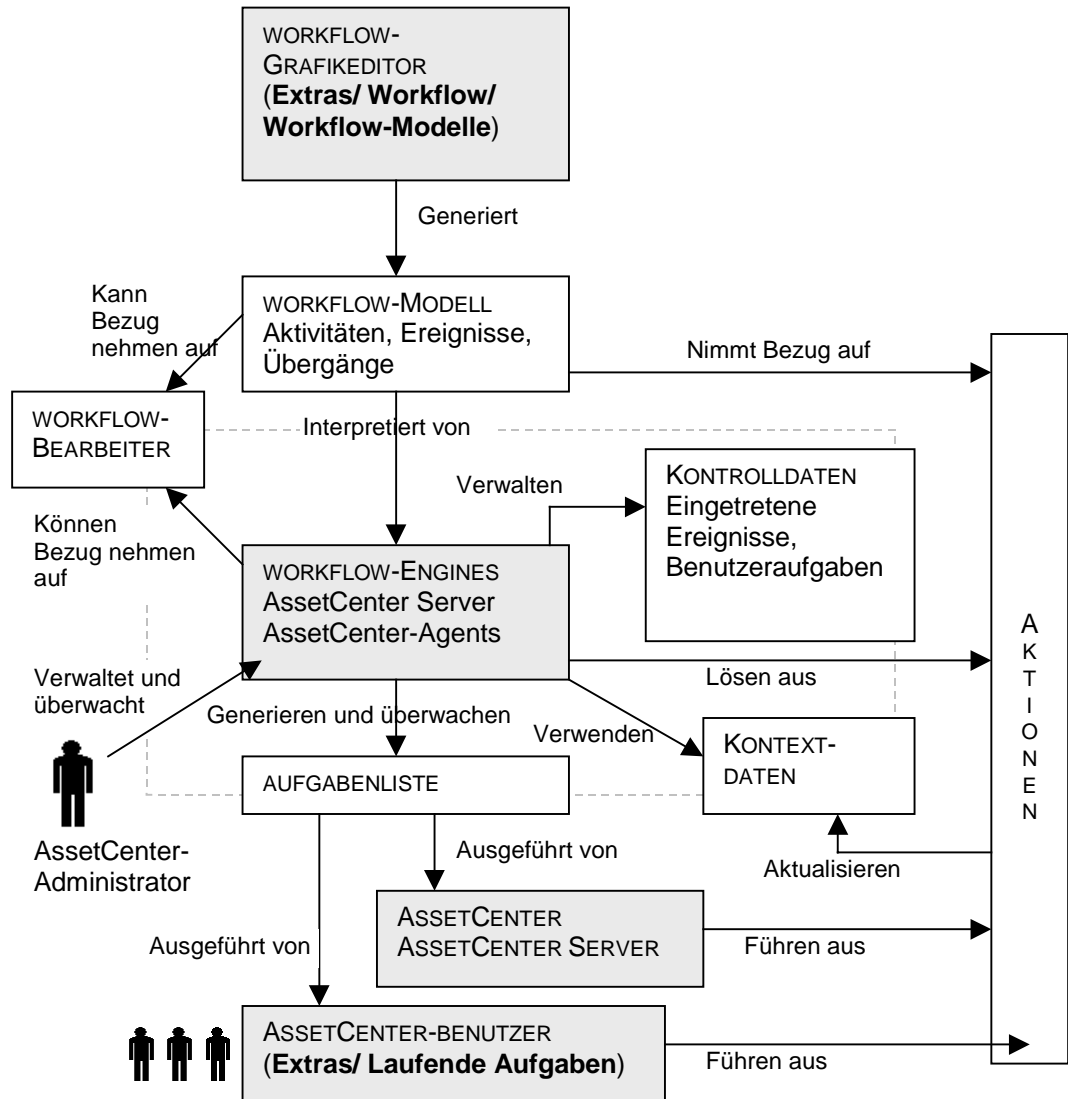 WORKFLOW-
GRAFIKEDITOR
(Extras/ Workflow/
Workflow-Modelle)
Generiert
Kann
Bezug
nehmen auf
WORKFLOW-MODELL
Aktivitäten, Ereignisse,
Übergänge
Nimmt Bezug auf
WORKFLOW-
BEARBEITER
Interpretiert von
Verwalten
KONTROLLDATEN
Eingetretene
Ereignisse,
Benutzeraufgaben
Können
Bezug nehmen
auf
WORKFLOW-ENGINES
AssetCenter Server
AssetCenter-Agents
AKTIONEN
Lösen aus
Verwaltet und
überwacht
Generieren und überwachen
Verwenden
KONTEXT-
DATEN
AUFGABENLISTE
AssetCenter-
Administrator
Ausgeführt von
Aktualisieren
ASSETCENTER
ASSETCENTER SERVER
Ausgeführt von
Führen aus
ASSETCENTER-BENUTZER
(Extras/ Laufende Aufgaben)
Führen aus